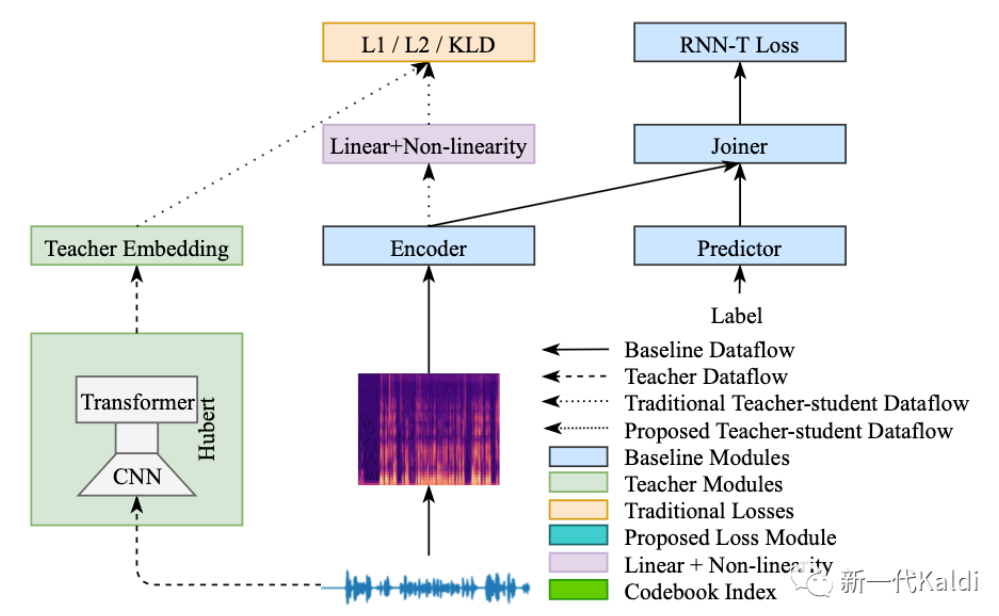 L1 / L2 / KLD
RNN-T Loss
Linear+Non-linearity
Joiner
Teacher Embedding
Encoder
Predictor
Label
Transformer
Hubert
CNN
Baseline Dataflow
Teacher Dataflow
Traditional Teacher-student Dataflow
Proposed Teacher-student Dataflow
Baseline Modules
Teacher Modules
Traditional Losses
Proposed Loss Module
Linear + Non-linearity
Codebook Index
新一代Kaldi